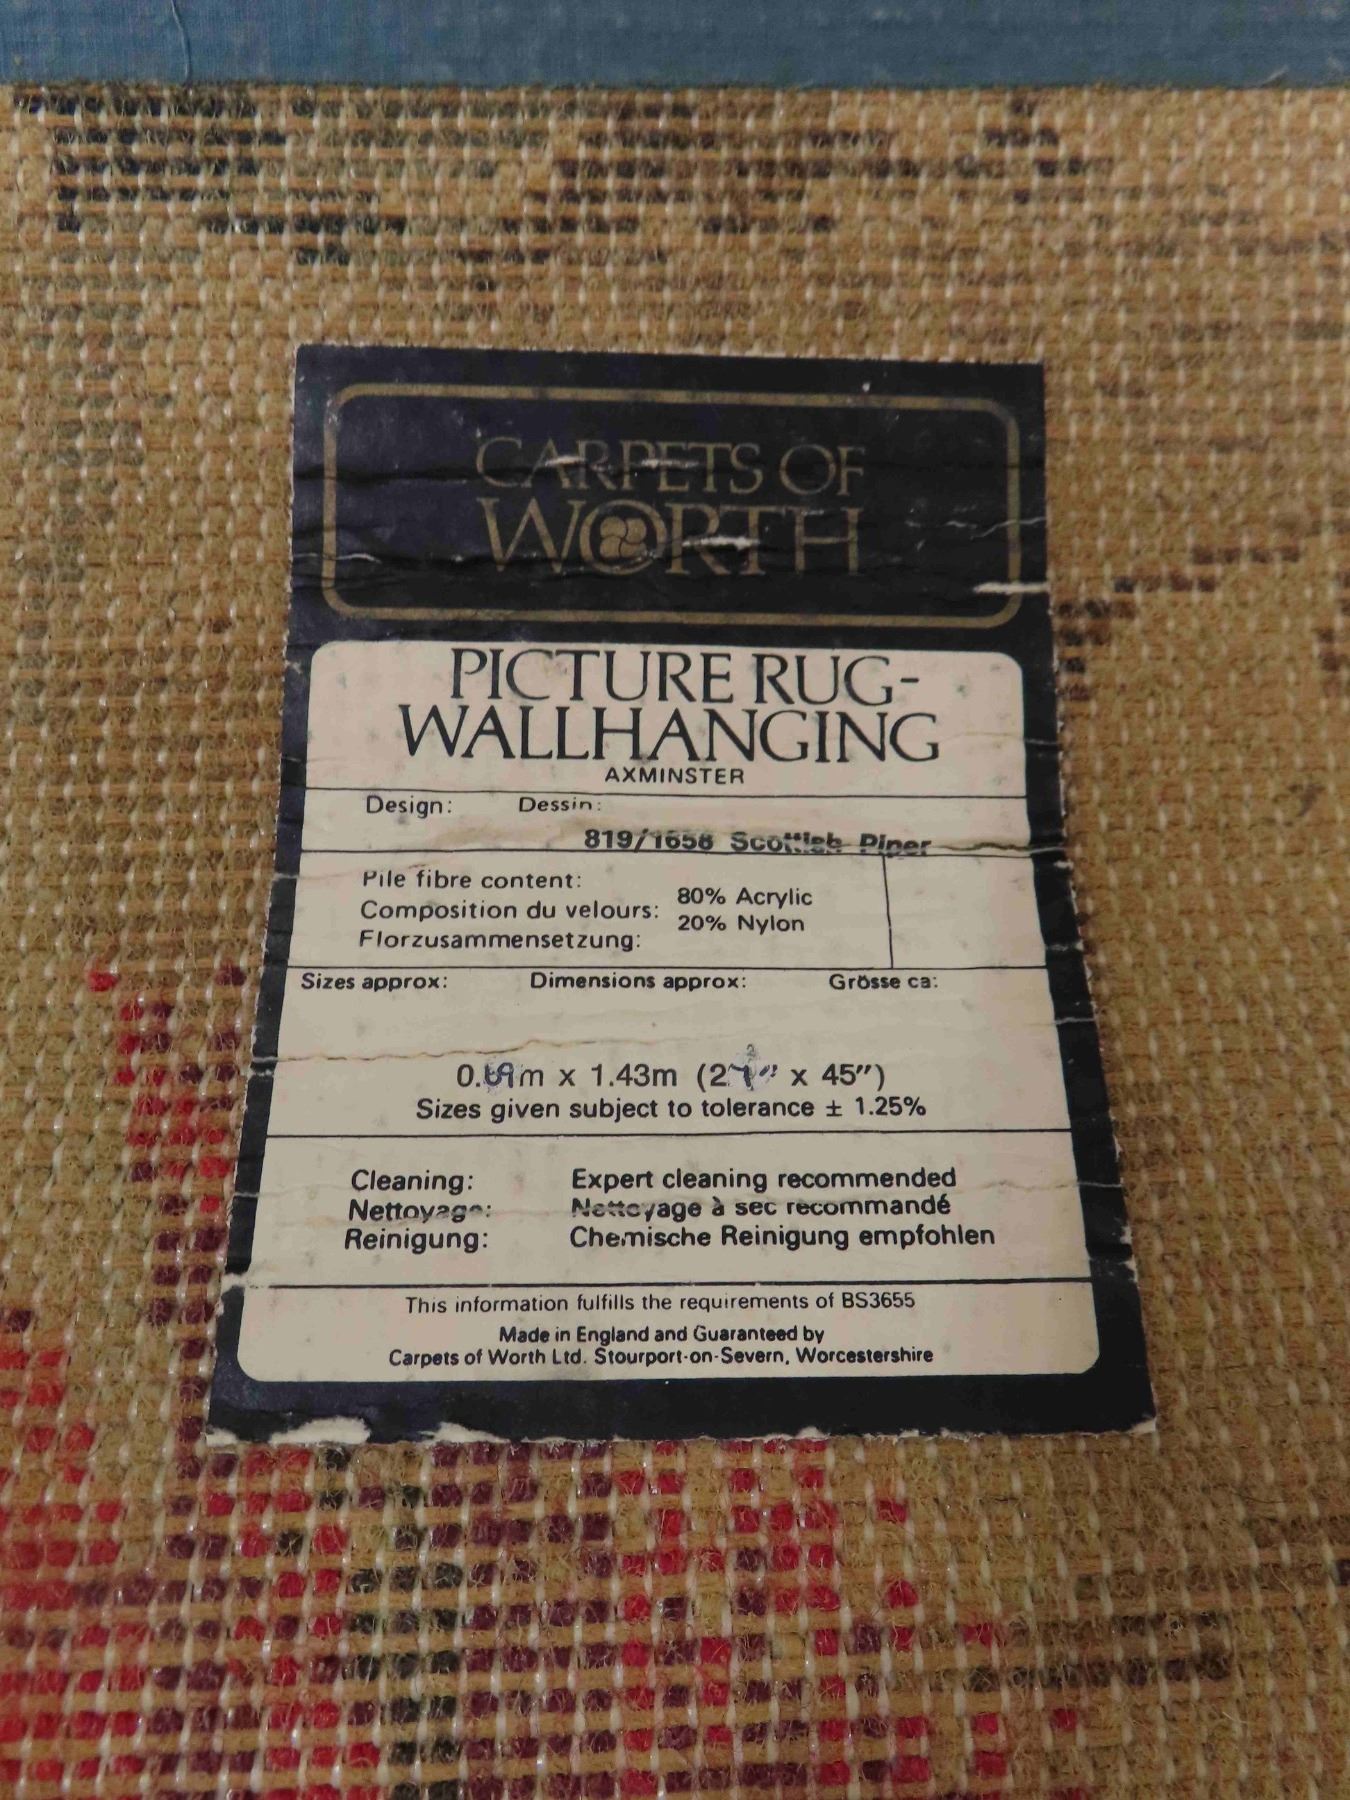 CARPETS OF
WORTH
PICTURE RUG-
WALLHANGING
AXMINSTER
Design: Dessin:
819/1658 Scottish Piper
Pile fibre content:
Composition du velours:
Florzusammensetzung:
80% Acrylic
20% Nylon
Sizes approx: Dimensions approx: Grösse ca:
x 1.43m x 45")
Sizes given subject to tolerance ± 1.25%
Cleaning: Expert cleaning recommended
Nettoyage: Nettoyage à sec recommandé
Reinigung: Chemische Reinigung empfohlen
This information fulfills the requirements of BS3655
Made in England and Guaranteed by
Carpets of Worth Ltd. Stourport-on-Severn, Worcestershire